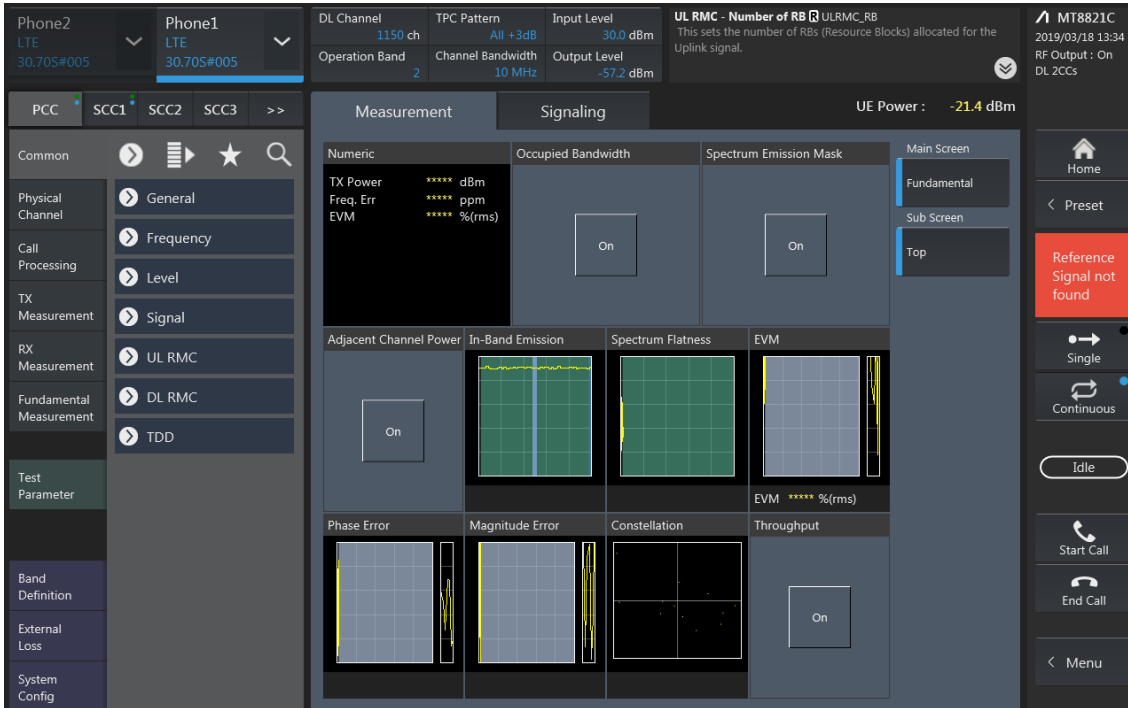 Phone2
LTE
30.70S#005
Phone1
LTE
30.70S#005
DL Channel
1150 ch
TPC Pattern
All +3dB
Input Level
30.0 dBm
Operation Band
2
Channel Bandwidth
10 MHz
Output Level
-57.2 dBm
UL RMC - Number of RB R ULRMC_RB
This sets the number of RBs (Resource Blocks) allocated for the
Uplink signal.
MT8821C
2019/03/18 13:34
RF Output : On
DL 2CCs
PCC SCC1 SCC2 SCC3 >>
Measurement Signaling
UE Power : -21.4 dBm
Common
Physical
Channel
Call
Processing
TX
Measurement
RX
Measurement
Fundamental
Measurement
Test
Parameter
Band
Definition
External
Loss
System
Config
General
Frequency
Level
Signal
UL RMC
DL RMC
TDD
Numeric
TX Power ***** dBm
Freq. Err ***** ppm
EVM ***** %(rms)
Occupied Bandwidth
On
Spectrum Emission Mask
On
Adjacent Channel Power
On
In-Band Emission
Spectrum Flatness
EVM
EVM ***** %(rms)
Phase Error
Magnitude Error
Constellation
Throughput
On
Main Screen
Fundamental
Sub Screen
Top
Home
< Preset
Reference
Signal not
found
Single
Continuous
Idle
Start Call
End Call
< Menu